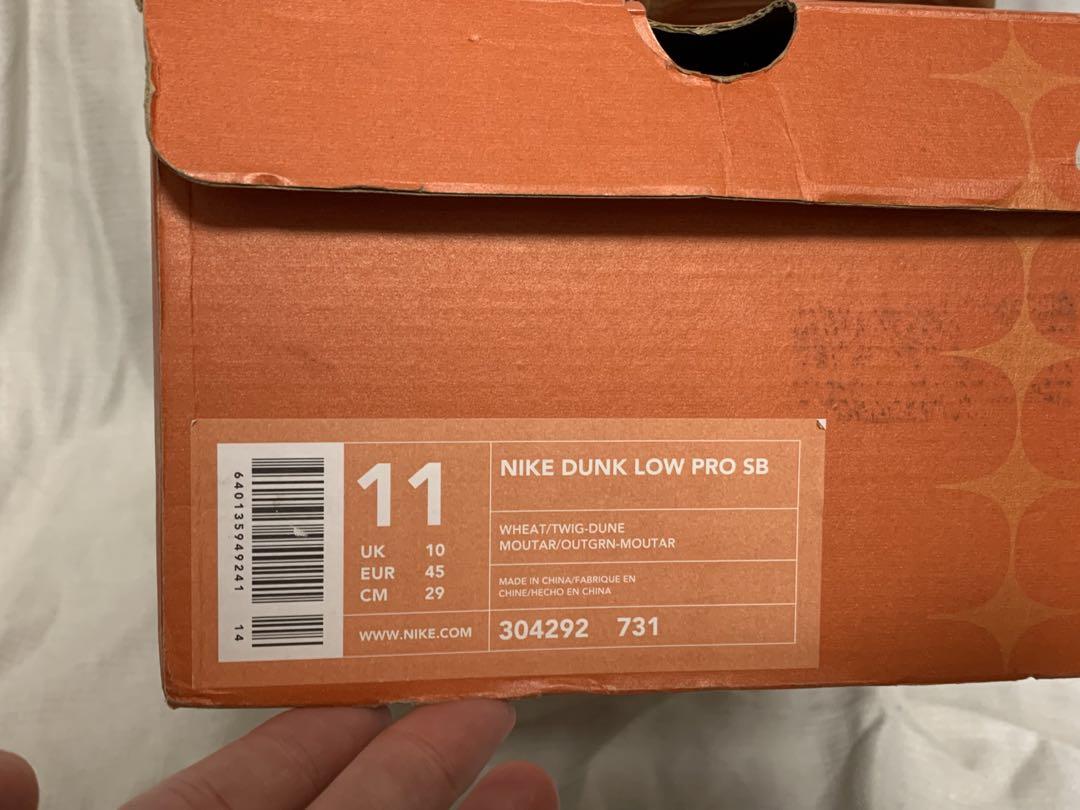 640135949241 14
11
UK 10
EUR 45
CM 29
WWW.NIKE.COM
NIKE DUNK LOW PRO SB
WHEAT/TWIG-DUNE
MOUTAR/OUTGRN-MOUTAR
MADE IN CHINA/FABRIQUE EN
CHINE/HECHO EN CHINA
304292 731